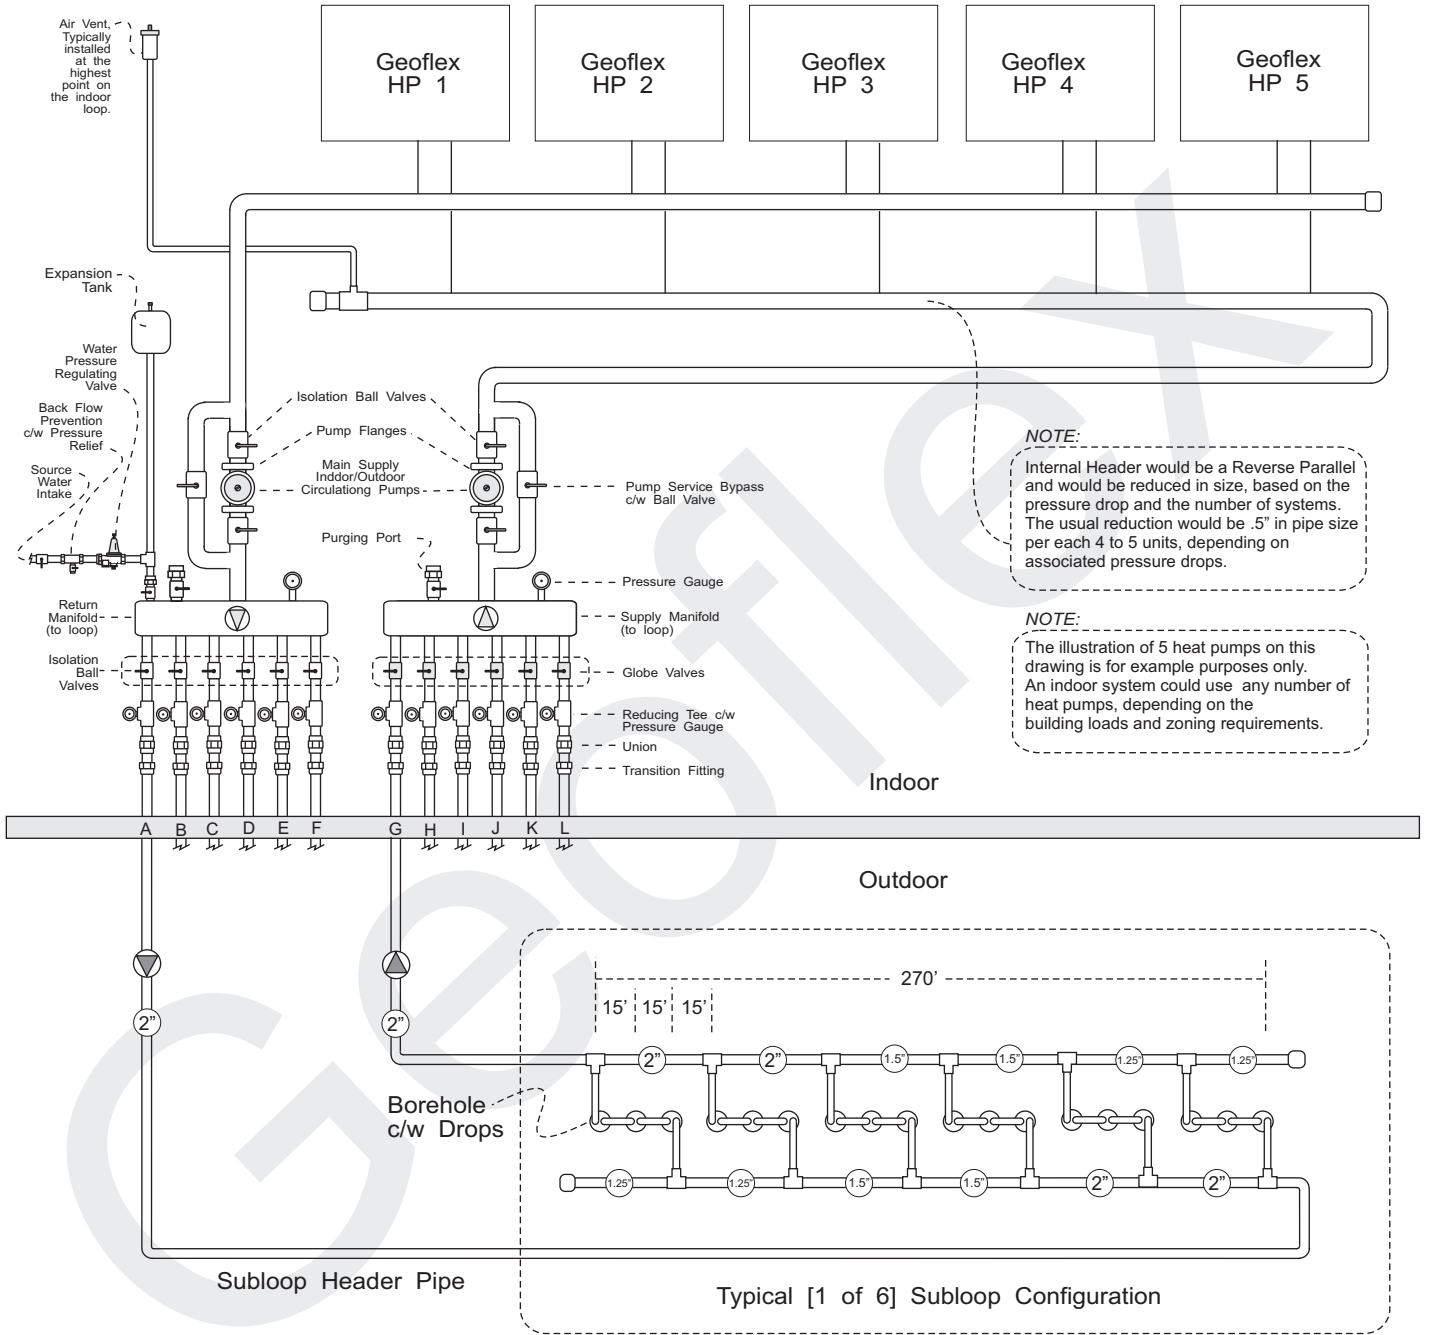 Air Vent,
Typically
installed
at the
highest
point on
the indoor
loop.
Geoflex
HP 1
Geoflex
HP 2
Geoflex
HP 3
Geoflex
HP 4
Geoflex
HP 5
Expansion
Tank
Water
Pressure
Regulating
Valve
Back Flow
Prevention
c/w Pressure
Relief
Source
Water
Intake
Isolation Ball Valves
Pump Flanges
Main Supply
Inddor/Outdoor
Circulationg Pumps
Purging Port
Pump Service Bypass
c/w Ball Valve
Pressure Gauge
Return
Manifold
(to loop)
Supply Manifold
(to loop)
Isolation
Ball
Valves
Globe Valves
Reducing Tee c/w
Pressure Gauge
Union
Transition Fitting
NOTE:
Internal Header would be a Reverse Parallel
and would be reduced in size, based on the
pressure drop and the number of systems.
The usual reduction would be .5” in pipe size
per each 4 to 5 units, depending on
associated pressure drops.
NOTE:
The illustration of 5 heat pumps on this
drawing is for example purposes only.
An indoor system could use any number of
heat pumps, depending on the
building loads and zoning requirements.
Indoor
A B C D E F G H I J K L
Outdoor
270’
15’ 15’ 15’
2” 2”
2” 2” 1.5” 1.5” 1.25” 1.25”
Borehole
c/w Drops
1.25” 1.25” 1.5” 1.5” 2” 2”
Subloop Header Pipe
Typical [1 of 6] Subloop Configuration
Geoflex